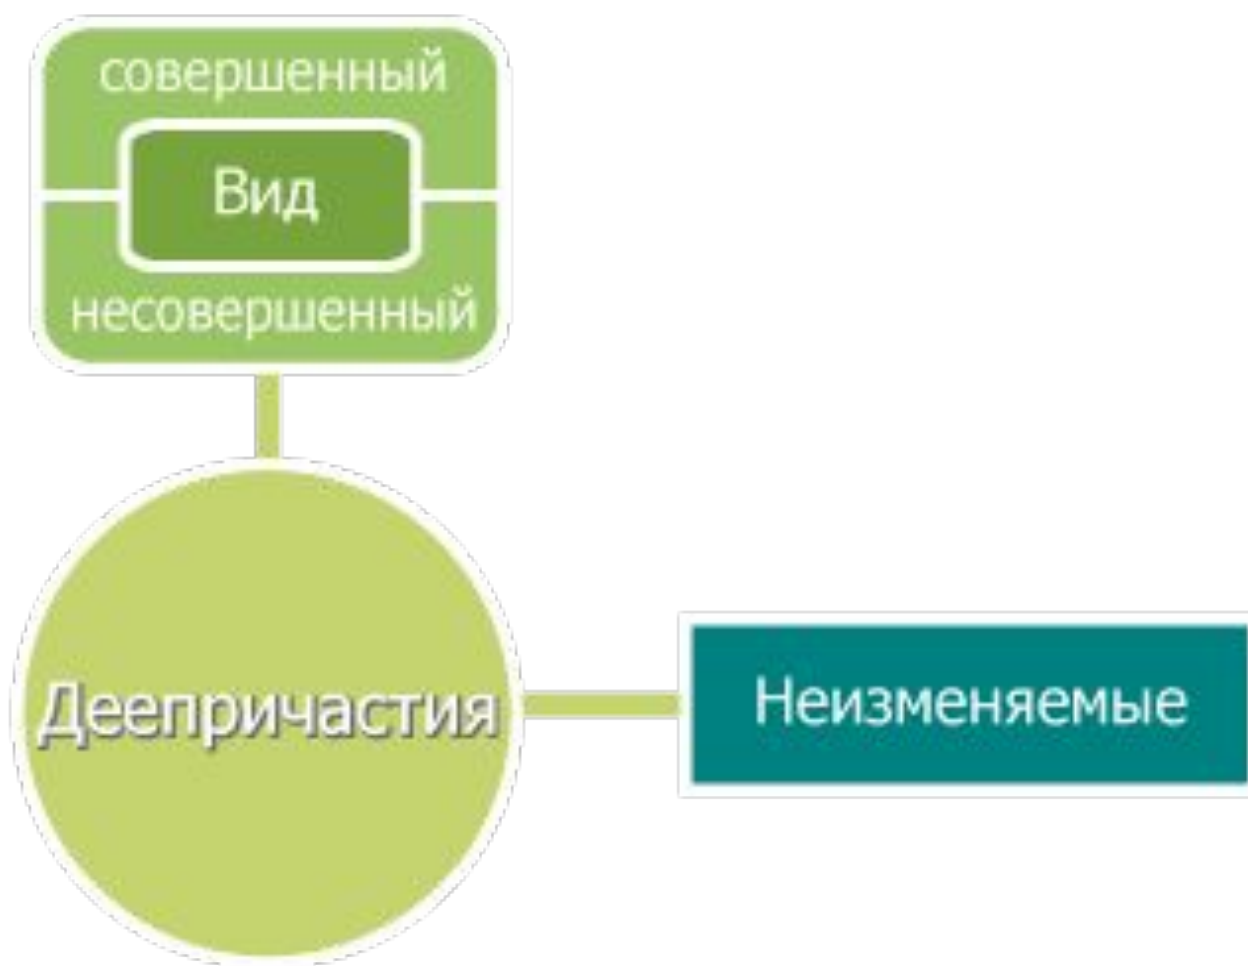 совершенный
Вид
несовершенный
Деепричастия
Неизменяемые